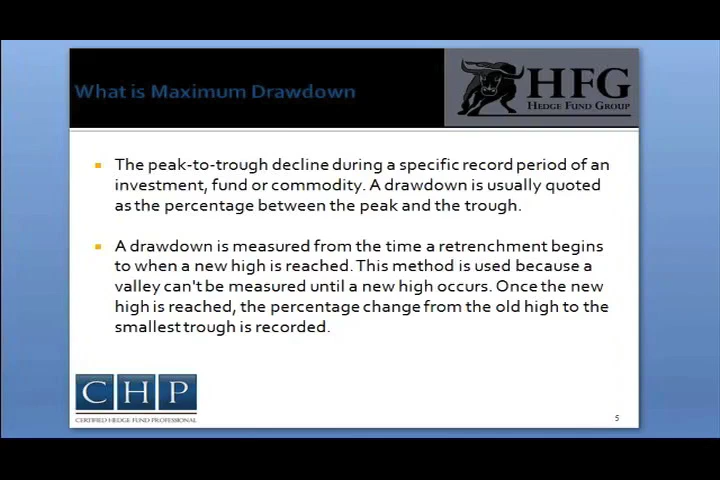 What is Maximum Drawdown
HFG
HEDGE FUND GROUP
The peak-to-trough decline during a specific record period of an
investment, fund or commodity. A drawdown is usually quoted
as the percentage between the peak and the trough.
A drawdown is measured from the time a retrenchment begins
to when a new high is reached. This method is used because a
valley can't be measured until a new high occurs. Once the new
high is reached, the percentage change from the old high to the
smallest trough is recorded.
CHP
CERTIFIED HEDGE FUND PROFESSIONAL
5